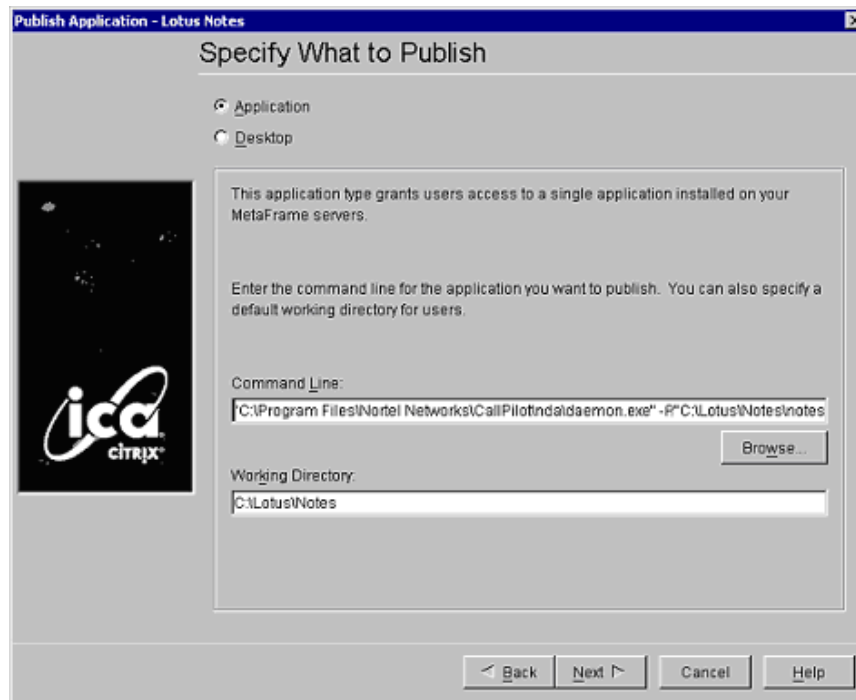 Publish Application - Lotus Notes
Specify What to Publish
Application
Desktop
This application type grants users access to a single application installed on your
MetaFrame servers.
Enter the command line for the application you want to publish. You can also specify a
default working directory for users.
Command Line:
"C:\Program Files\Nortel Networks\CallPilot\nda\daemon.exe" -R"C:\Lotus\Notes\notes
Browse...
Working Directory:
C:\Lotus\Notes
ica
CİTRIX®
< Back
Next >
Cancel
Help